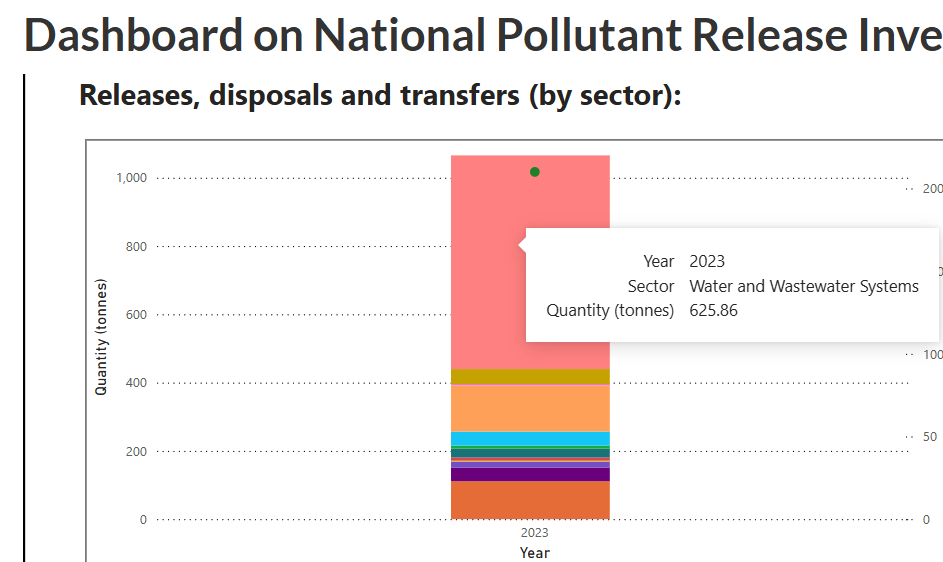 Dashboard on National Pollutant Release Inve
Releases, disposals and transfers (by sector):
1,000
800
600
400
200
0
Quantity (tonnes)
200
0
100
50
0
Year 2023
Sector Water and Wastewater Systems
Quantity (tonnes) 625.86
2023
Year